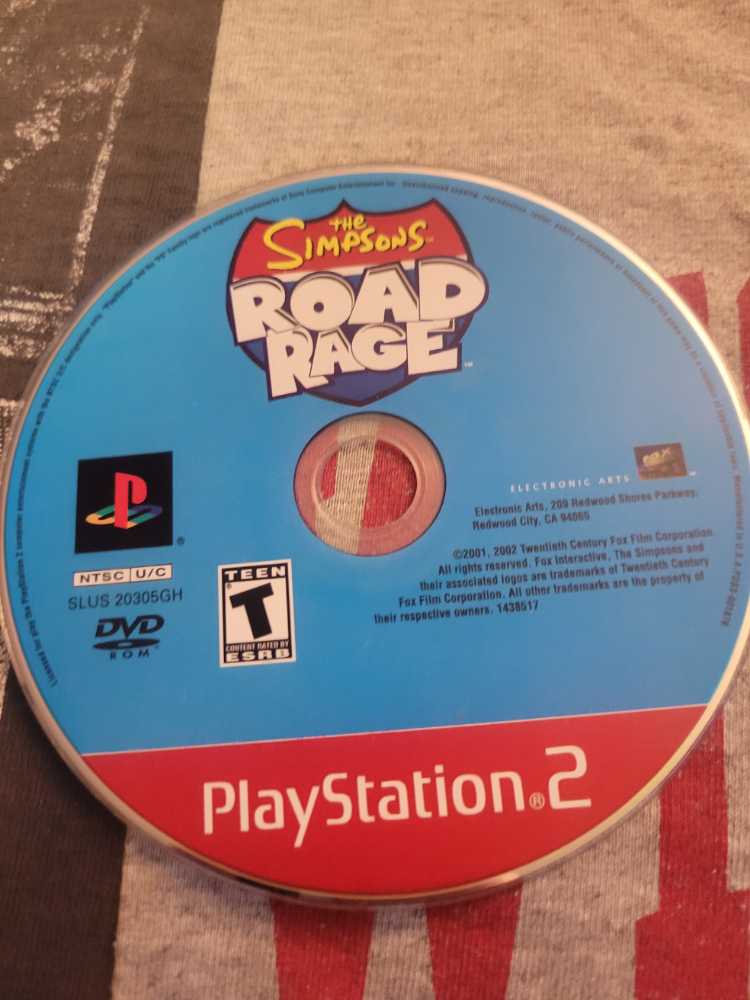 THE
SIMPSONS™
ROAD
RAGE™
ELECTRONIC ARTS
Electronic Arts, 209 Redwood Shores Parkway,
Redwood City, CA 94065
©2001, 2002 Twentieth Century Fox Film Corporation.
All rights reserved. Fox Interactive, The Simpsons and
their associated logos are trademarks of Twentieth Century
Fox Film Corporation. All other trademarks are the property of
their respective owners. 1438517
NTSC U/C
SLUS 20305GH
DVD
ROM
TEEN
T
CONTENT RATED BY
ESRB
PlayStation®2